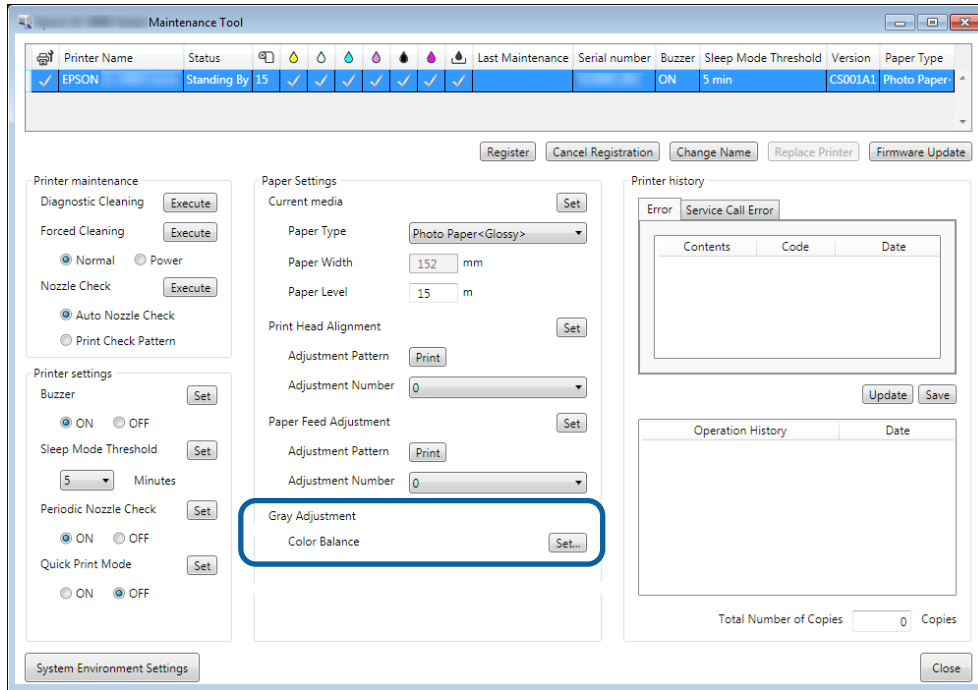 Maintenance Tool
Printer Name Status Last Maintenance Serial number Buzzer Sleep Mode Threshold Version Paper Type
EPSON Standing By 15 ON 5 min CS001A1 Photo Paper
Register Cancel Registration Change Name Replace Printer Firmware Update
Printer maintenance
Diagnostic Cleaning Execute
Forced Cleaning Execute
Normal Power
Nozzle Check Execute
Auto Nozzle Check
Print Check Pattern
Printer settings
Buzzer Set
ON OFF
Sleep Mode Threshold Set
5 Minutes
Periodic Nozzle Check Set
ON OFF
Quick Print Mode Set
ON OFF
Paper Settings
Current media Set
Paper Type Photo Paper<Glossy>
Paper Width 152 mm
Paper Level 15 m
Print Head Alignment Set
Adjustment Pattern Print
Adjustment Number 0
Paper Feed Adjustment Set
Adjustment Pattern Print
Adjustment Number 0
Gray Adjustment
Color Balance Set...
Printer history
Error Service Call Error
Contents Code Date
Update Save
Operation History Date
Total Number of Copies 0 Copies
System Environment Settings Close